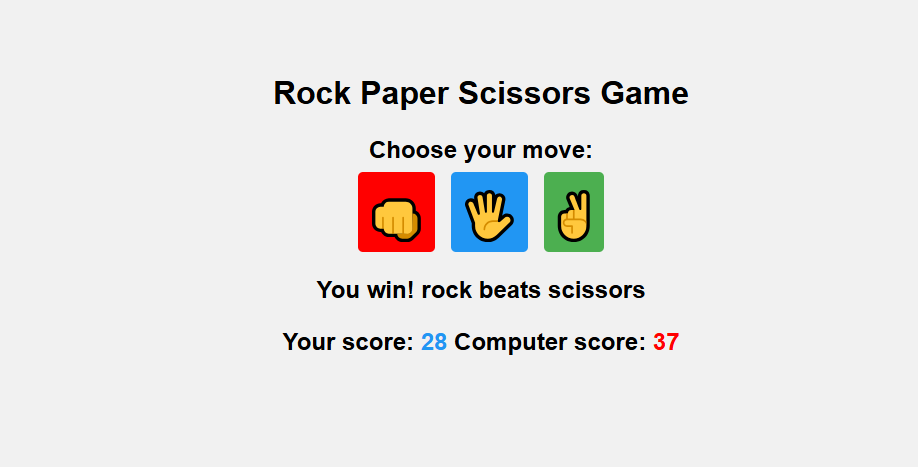 Rock Paper Scissors Game
Choose your move:
You win! rock beats scissors
Your score: 28 Computer score: 37